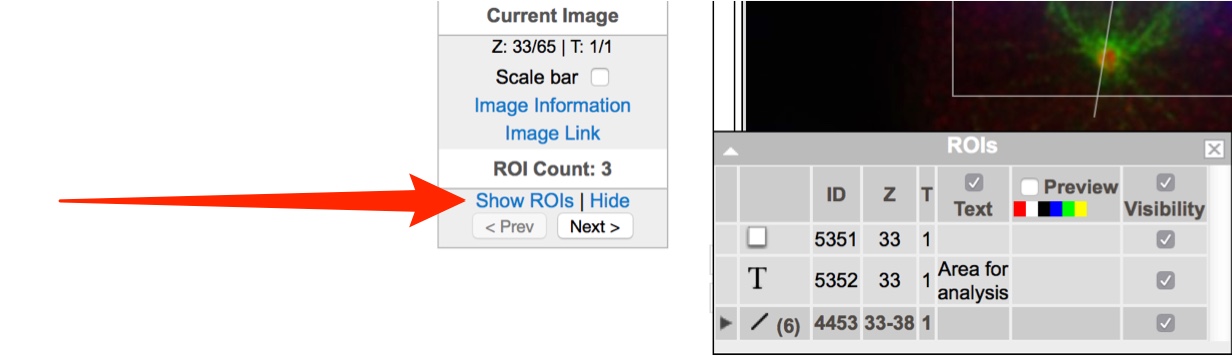 Current Image
Z: 33/65 | T: 1/1
Scale bar
Image Information
Image Link
ROI Count: 3
Show ROIs | Hide
< Prev Next >
ROIs
ID Z T Text Preview Visibility
5351 33 1
T 5352 33 1 Area for
analysis
(6) 4453 33-38 1